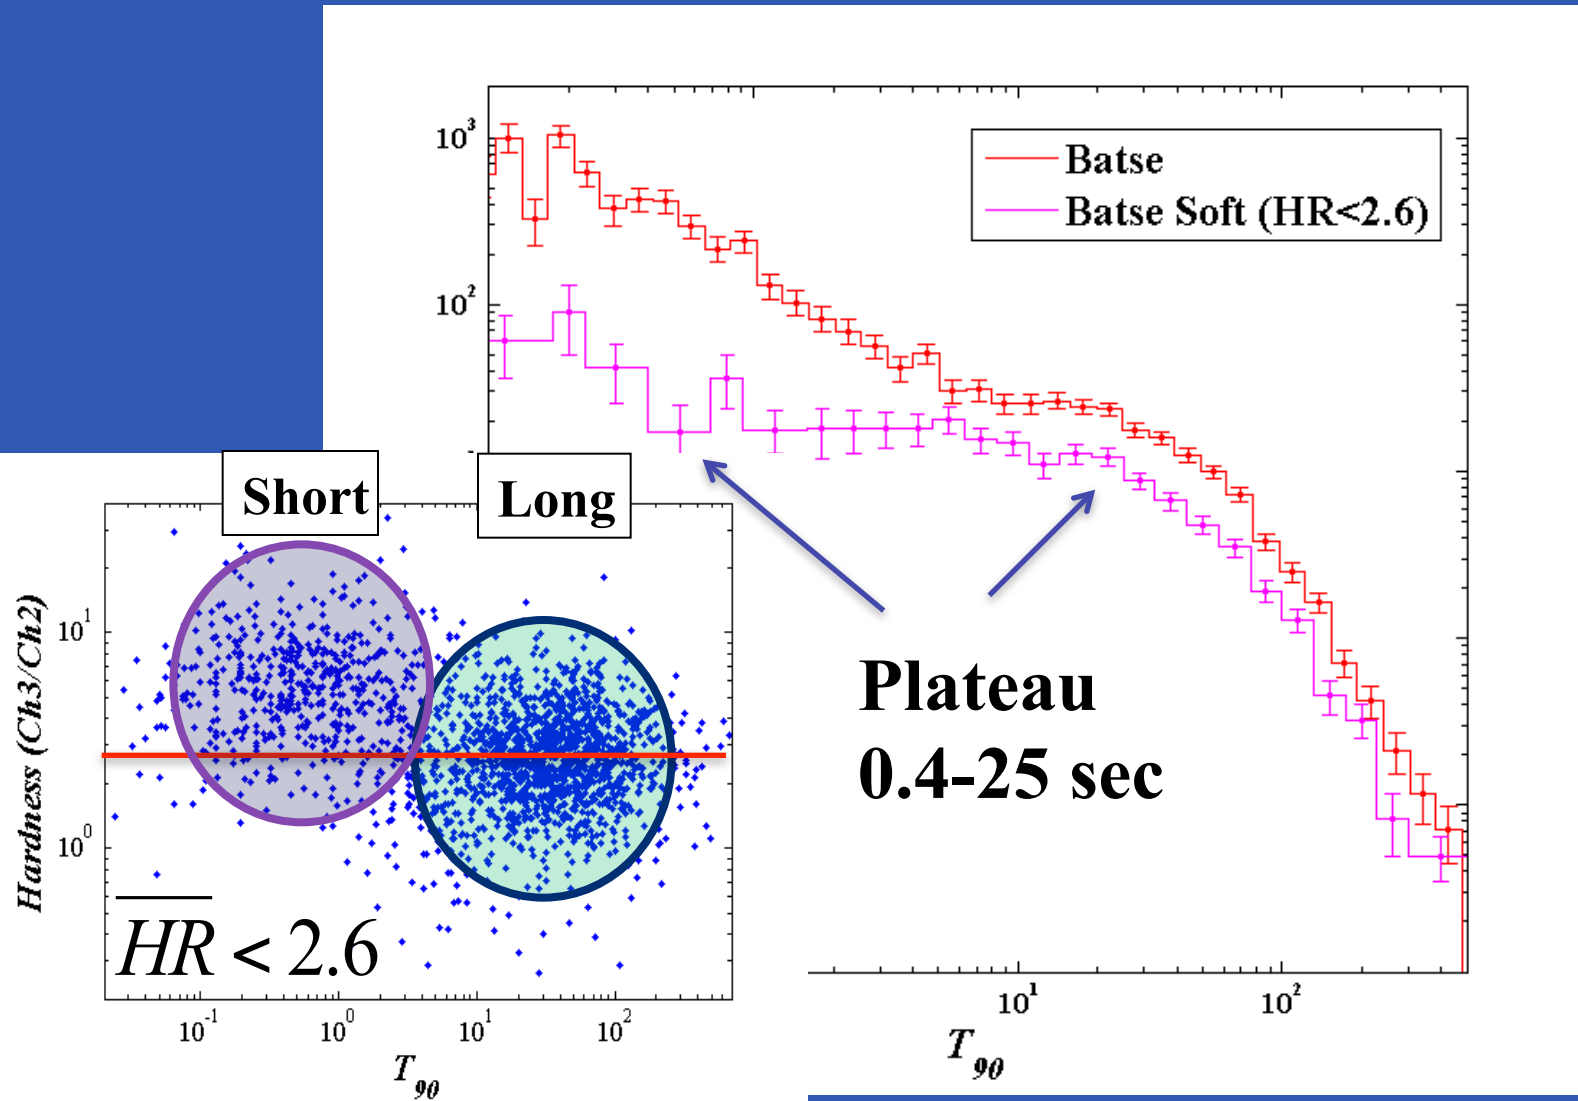 10³
Batse
Batse Soft (HR<2.6)
10²
Short
Long
Hardness (Ch3/Ch2)
10¹
10⁰
Plateau
0.4-25 sec
HR < 2.6
10⁻¹ 10⁰ 10¹ 10²
T₉₀
10¹ 10²
T₉₀